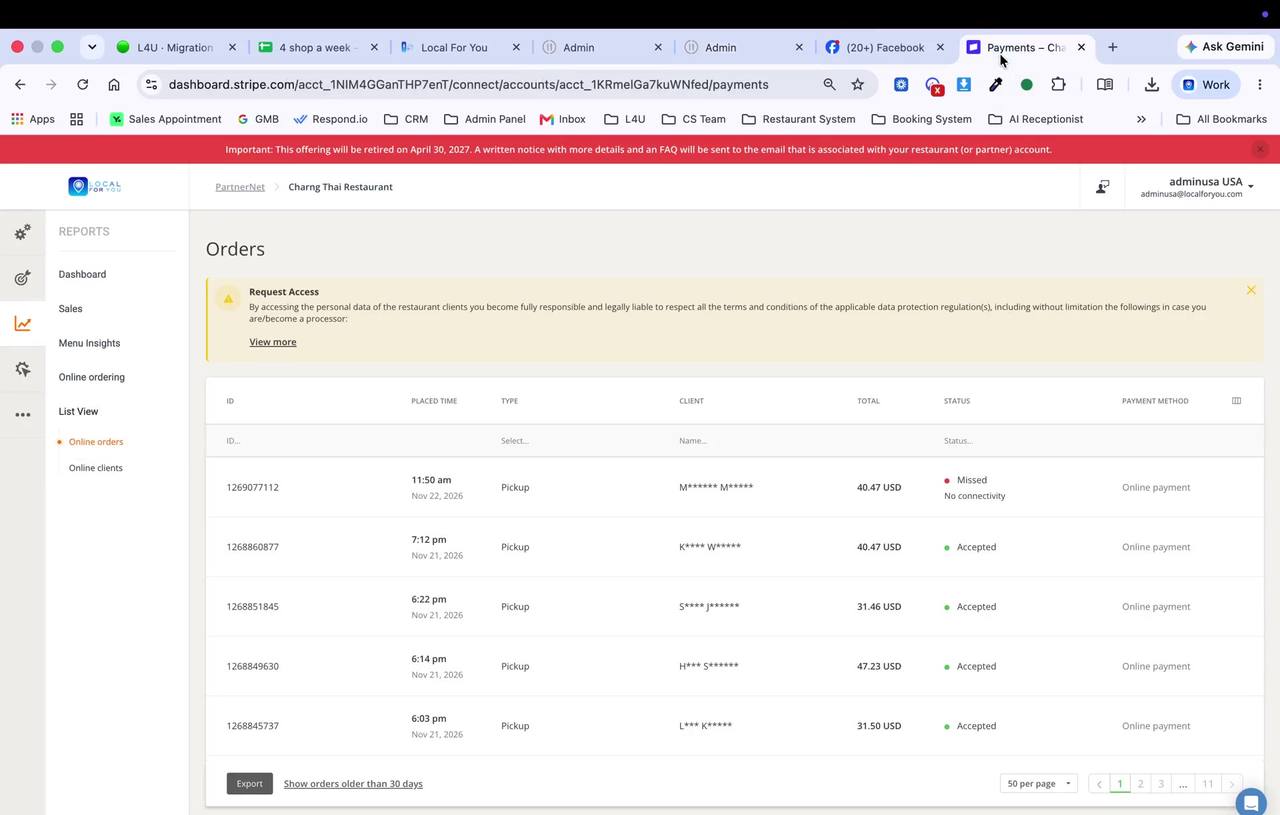 L4U · Migration
4 shop a week -
Local For You
Admin
Admin
(20+) Facebook
Payments – Cha
Ask Gemini
dashboard.stripe.com/acct_1NIM4GGanTHP7enT/connect/accounts/acct_1KRmelGa7kuWNfed/payments
Work
Apps
Sales Appointment
GMB
Respond.io
CRM
Admin Panel
Inbox
L4U
CS Team
Restaurant System
Booking System
AI Receptionist
»
All Bookmarks
Important: This offering will be retired on April 30, 2027. A written notice with more details and an FAQ will be sent to the email that is associated with your restaurant (or partner) account.
LOCAL
FOR YOU
PartnerNet > Charng Thai Restaurant
adminusa USA
adminusa@localforyou.com
REPORTS
Dashboard
Sales
Menu Insights
Online ordering
List View
Online orders
Online clients
Orders
Request Access
By accessing the personal data of the restaurant clients you become fully responsible and legally liable to respect all the terms and conditions of the applicable data protection regulation(s), including without limitation the followings in case you
are/become a processor:
View more
ID PLACED TIME TYPE CLIENT TOTAL STATUS PAYMENT METHOD
ID... Select... Name... Status...
1269077112 11:50 am Nov 22, 2026 Pickup M****** M***** 40.47 USD Missed No connectivity Online payment
1268860877 7:12 pm Nov 21, 2026 Pickup K**** W***** 40.47 USD Accepted Online payment
1268851845 6:22 pm Nov 21, 2026 Pickup S**** J****** 31.46 USD Accepted Online payment
1268849630 6:14 pm Nov 21, 2026 Pickup H*** S****** 47.23 USD Accepted Online payment
1268845737 6:03 pm Nov 21, 2026 Pickup L*** K***** 31.50 USD Accepted Online payment
Export
Show orders older than 30 days
50 per page
< 1 2 3 ... 11 >